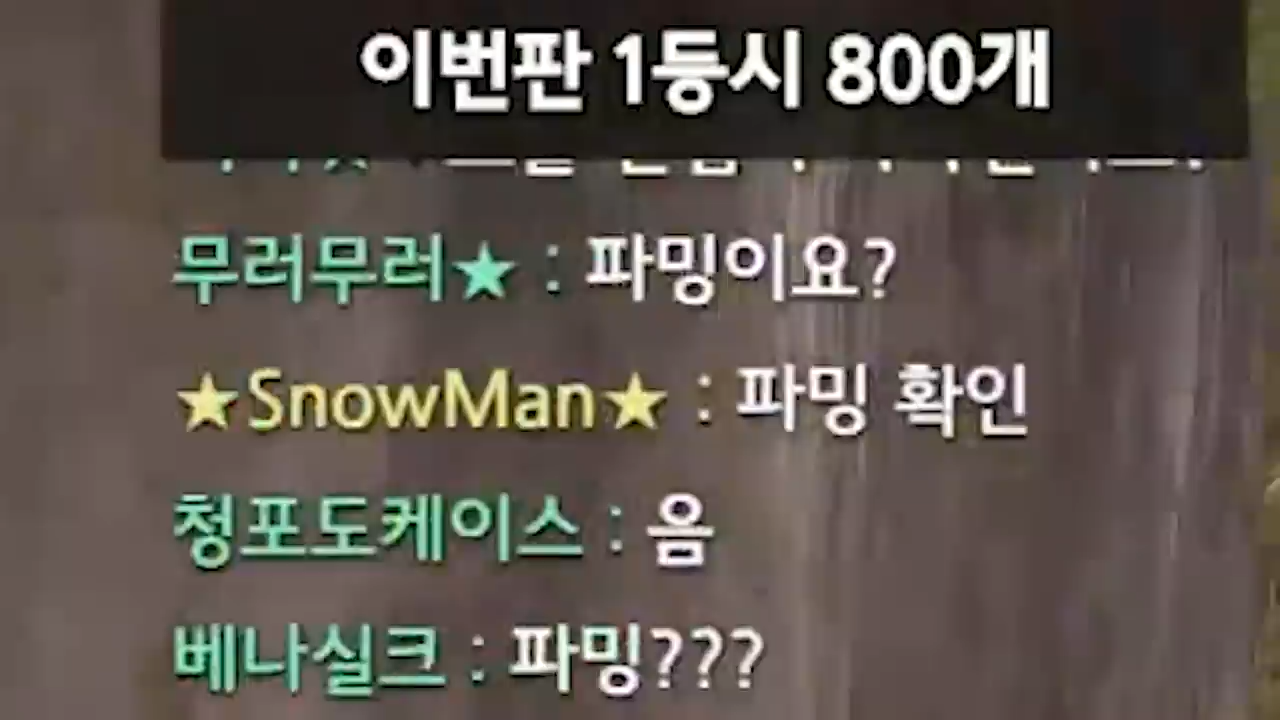 이번판 1등시 800개
무러무러★ : 파밍이요?
★SnowMan★ : 파밍 확인
청포도케이스 : 음
베나실크 : 파밍???